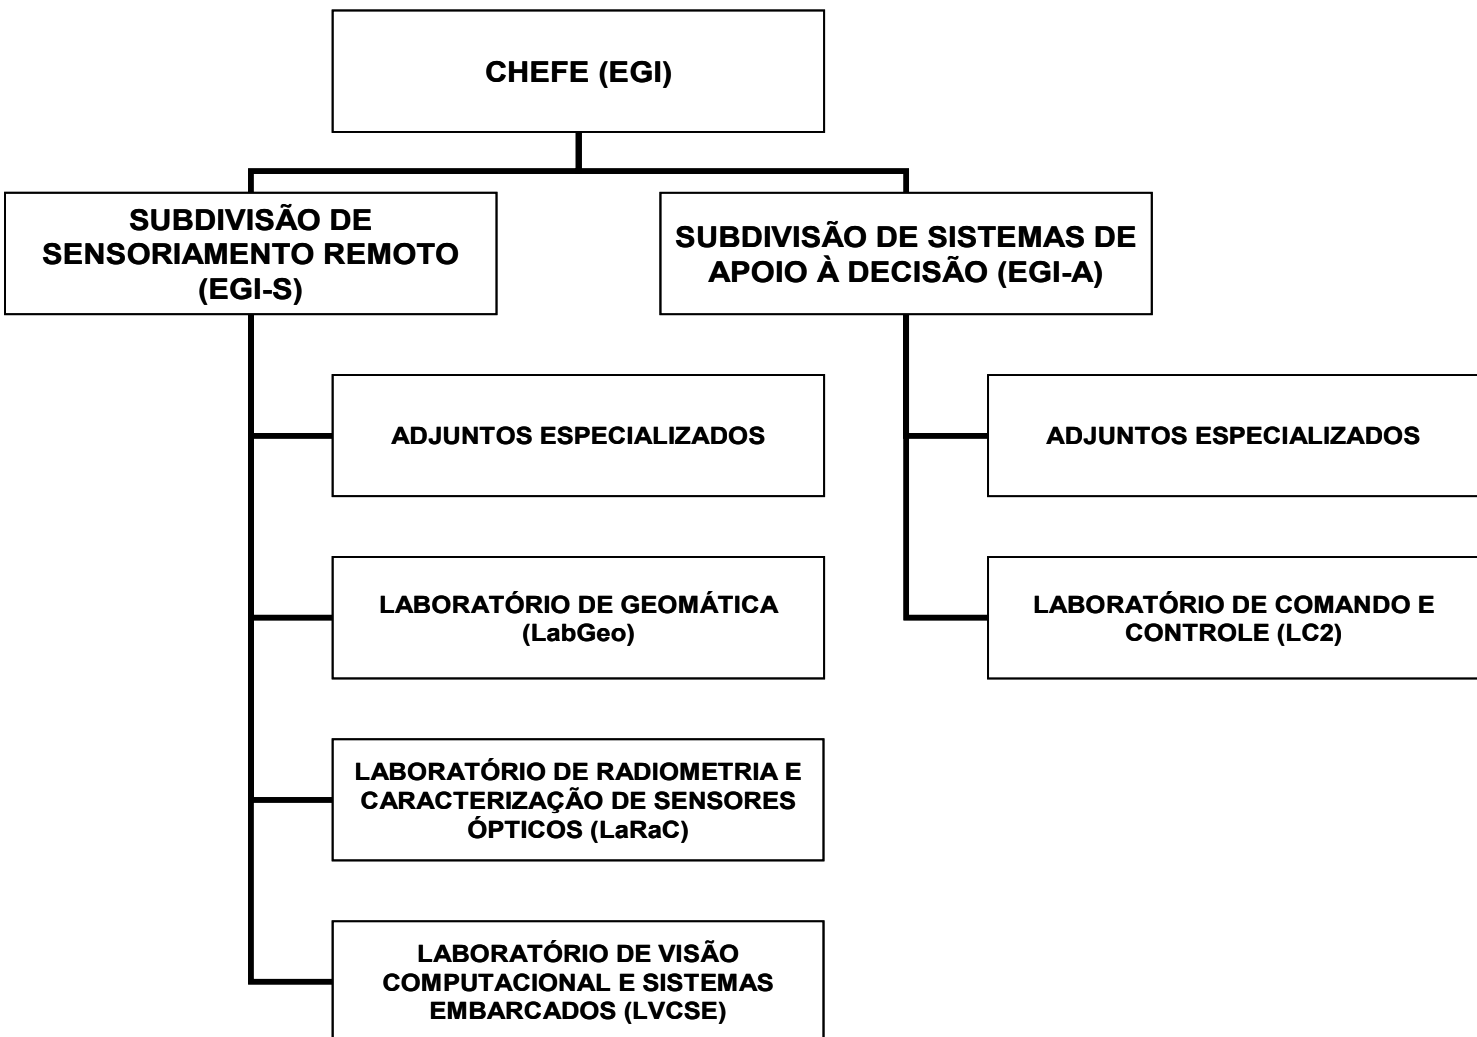 CHEFE (EGI)
SUBDIVISÃO DE
SENSORIAMENTO REMOTO
(EGI-S)
SUBDIVISÃO DE SISTEMAS DE
APOIO À DECISÃO (EGI-A)
ADJUNTOS ESPECIALIZADOS
ADJUNTOS ESPECIALIZADOS
LABORATÓRIO DE GEOMÁTICA
(LabGeo)
LABORATÓRIO DE COMANDO E
CONTROLE (LC2)
LABORATÓRIO DE RADIOMETRIA E
CARACTERIZAÇÃO DE SENSORES
ÓPTICOS (LaRaC)
LABORATÓRIO DE VISÃO
COMPUTACIONAL E SISTEMAS
EMBARCADOS (LVCSE)